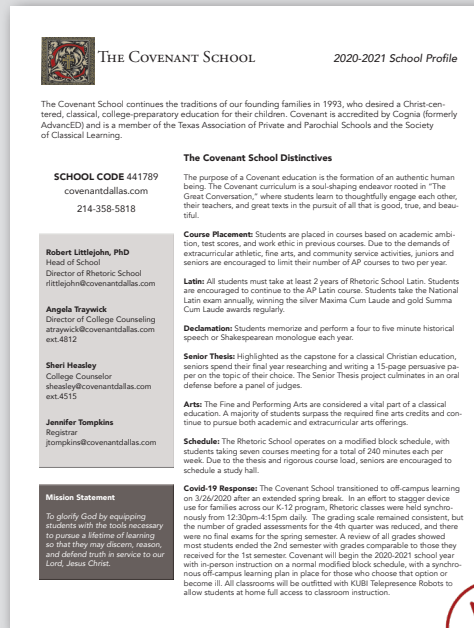 THE COVENANT SCHOOL
2020-2021 School Profile
The Covenant School continues the traditions of our founding families in 1993, who desired a Christ-cen-
tered, classical, college-preparatory education for their children. Covenant is accredited by Cognia (formerly
AdvancED) and is a member of the Texas Association of Private and Parochial Schools and the Society
of Classical Learning.
SCHOOL CODE 441789
covenantdallas.com
214-358-5818
Robert Littlejohn, PhD
Head of School
Director of Rhetoric School
rlittlejohn@covenantdallas.com
Angela Traywick
Director of College Counseling
atraywick@covenantdallas.com
ext.4812
Sheri Heasley
College Counselor
sheasley@covenantdallas.com
ext.4515
Jennifer Tompkins
Registrar
jtompkins@covenantdallas.com
Mission Statement
To glorify God by equipping
students with the tools necessary
to pursue a lifetime of learning
so that they may discern, reason,
and defend truth in service to our
Lord, Jesus Christ.
The Covenant School Distinctives
The purpose of a Covenant education is the formation of an authentic human
being. The Covenant curriculum is a soul-shaping endeavor rooted in "The
Great Conversation," where students learn to thoughtfully engage each other,
their teachers, and great texts in the pursuit of all that is good, true, and beau-
tiful.
Course Placement: Students are placed in courses based on academic ambi-
tion, test scores, and work ethic in previous courses. Due to the demands of
extracurricular athletic, fine arts, and community service activities, juniors and
seniors are encouraged to limit their number of AP courses to two per year.
Latin: All students must take at least 2 years of Rhetoric School Latin. Students
are encouraged to continue to the AP Latin course. Students take the National
Latin exam annually, winning the silver Maxima Cum Laude and gold Summa
Cum Laude awards regularly.
Declamation: Students memorize and perform a four to five minute historical
speech or Shakespearean monologue each year.
Senior Thesis: Highlighted as the capstone for a classical Christian education,
seniors spend their final year researching and writing a 15-page persuasive pa-
per on the topic of their choice. The Senior Thesis project culminates in an oral
defense before a panel of judges.
Arts: The Fine and Performing Arts are considered a vital part of a classical
education. A majority of students surpass the required fine arts credits and con-
tinue to pursue both academic and extracurricular arts offerings.
Schedule: The Rhetoric School operates on a modified block schedule, with
students taking seven courses meeting for a total of 240 minutes each per
week. Due to the thesis and rigorous course load, seniors are encouraged to
schedule a study hall.
Covid-19 Response: The Covenant School transitioned to off-campus learning
on 3/26/2020 after an extended spring break. In an effort to stagger device
use for families across our K-12 program, Rhetoric classes were held synchro-
nously from 12:30pm-4:15pm daily. The grading scale remained consistent, but
the number of graded assessments for the 4th quarter was reduced, and there
were no final exams for the spring semester. A review of all grades showed
most students ended the 2nd semester with grades comparable to those they
received for the 1st semester. Covenant will begin the 2020-2021 school year
with in-person instruction on a normal modified block schedule, with a synchro-
nous off-campus learning plan in place for those who choose that option or
become ill. All classrooms will be outfitted with KUBI Telepresence Robots to
allow students at home full access to classroom instruction.